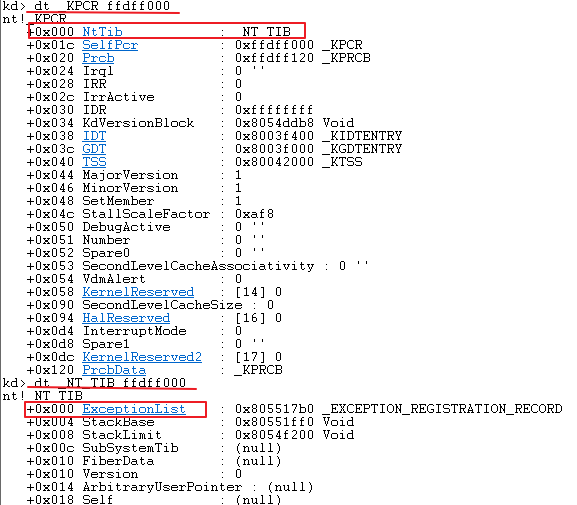 kd> dt _KPCR ffdff000
nt!_KPCR
+0x000 NtTib : _NT_TIB
+0x01c SelfPcr : 0xffdff000 _KPCR
+0x020 Prcb : 0xffdff120 _KPRCB
+0x024 Irql : 0 ''
+0x028 IRR : 0
+0x02c IrrActive : 0
+0x030 IDR : 0xffffffff
+0x034 KdVersionBlock : 0x8054ddb8 Void
+0x038 IDT : 0x8003f400 _KIDTENTRY
+0x03c GDT : 0x8003f000 _KGDTENTRY
+0x040 TSS : 0x80042000 _KTSS
+0x044 MajorVersion : 1
+0x046 MinorVersion : 1
+0x048 SetMember : 1
+0x04c StallScaleFactor : 0xaf8
+0x050 DebugActive : 0 ''
+0x051 Number : 0 ''
+0x052 Spare0 : 0 ''
+0x053 SecondLevelCacheAssociativity : 0 ''
+0x054 VdmAlert : 0
+0x058 KernelReserved : [14] 0
+0x090 SecondLevelCacheSize : 0
+0x094 HalReserved : [16] 0
+0x0d4 InterruptMode : 0
+0x0d8 Spare1 : 0 ''
+0x0dc KernelReserved2 : [17] 0
+0x120 PrcbData : _KPRCB
kd> dt _NT_TIB ffdff000
nt!_NT_TIB
+0x000 ExceptionList : 0x805517b0 _EXCEPTION_REGISTRATION_RECORD
+0x004 StackBase : 0x80551ff0 Void
+0x008 StackLimit : 0x8054f200 Void
+0x00c SubSystemTib : (null)
+0x010 FiberData : (null)
+0x010 Version : 0
+0x014 ArbitraryUserPointer : (null)
+0x018 Self : (null)